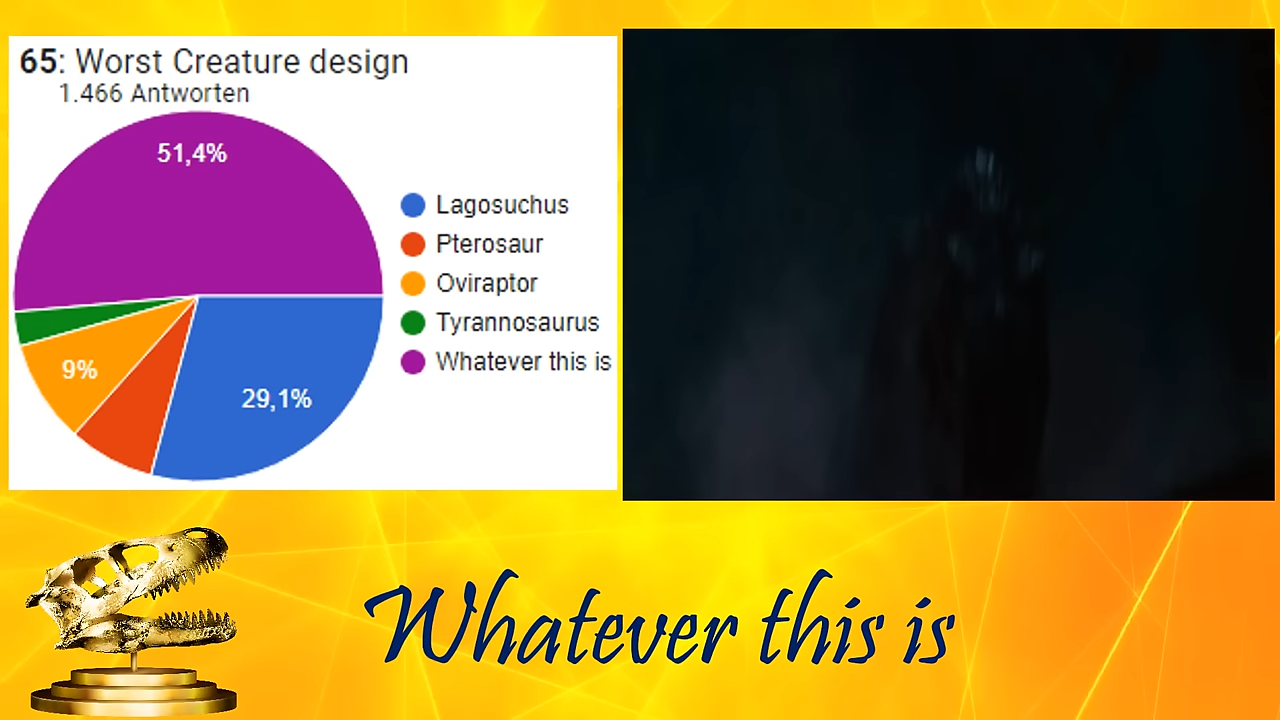 65: Worst Creature design
1.466 Antworten
51,4%
9%
29,1%
Lagosuchus
Pterosaur
Oviraptor
Tyrannosaurus
Whatever this is
Whatever this is